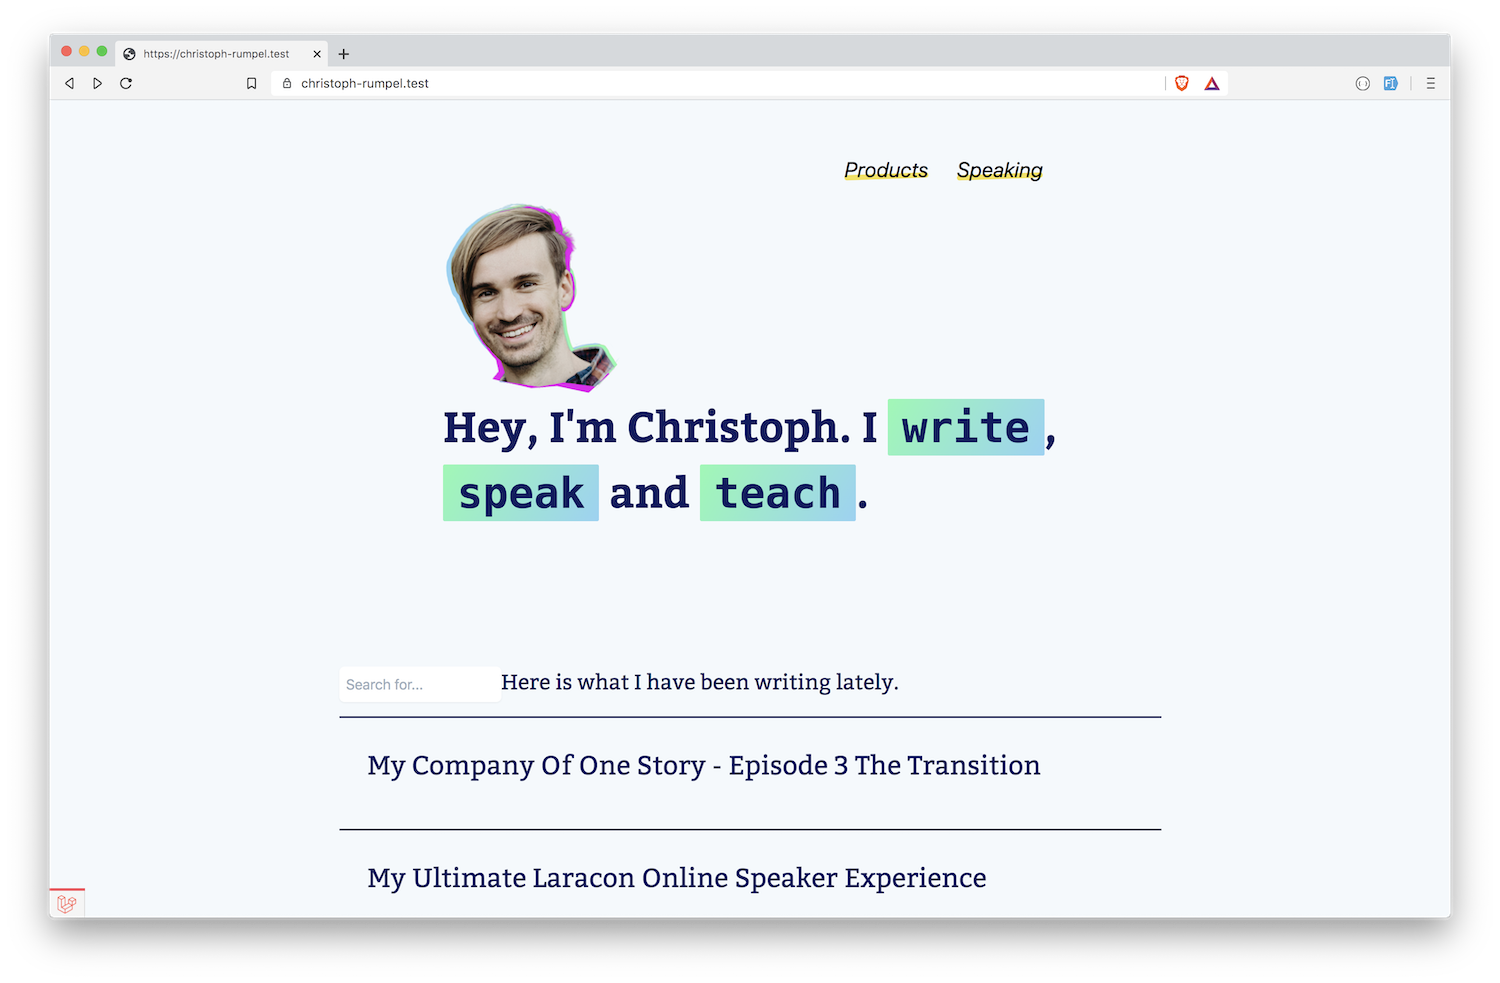 https://christoph-rumpel.test
christoph-rumpel.test
Products Speaking
Hey, I'm Christoph. I write,
speak and teach.
Search for... Here is what I have been writing lately.
My Company Of One Story - Episode 3 The Transition
My Ultimate Laracon Online Speaker Experience